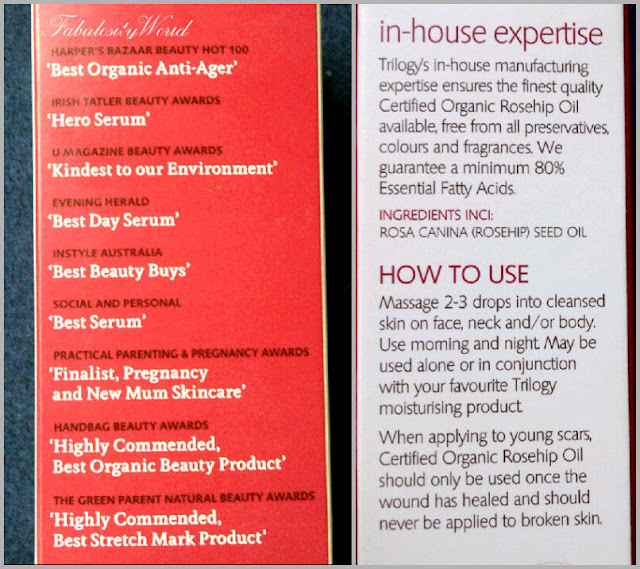 Fabulosity World
HARPER'S BAZAAR BEAUTY HOT 100
'Best Organic Anti-Ager'
IRISH TATLER BEAUTY AWARDS
'Hero Serum'
U MAGAZINE BEAUTY AWARDS
'Kindest to our Environment'
EVENING HERALD
'Best Day Serum'
INSTYLE AUSTRALIA
'Best Beauty Buys'
SOCIAL AND PERSONAL
'Best Serum'
PRACTICAL PARENTING & PREGNANCY AWARDS
'Finalist, Pregnancy
and New Mum Skincare'
HANDBAG BEAUTY AWARDS
'Highly Commended,
Best Organic Beauty Product'
THE GREEN PARENT NATURAL BEAUTY AWARDS
'Highly Commended,
Best Stretch Mark Product'
in-house expertise
Trilogy's in-house manufacturing
expertise ensures the finest quality
Certified Organic Rosehip Oil
available, free from all preservatives,
colours and fragrances. We
guarantee a minimum 80%
Essential Fatty Acids.
INGREDIENTS INCI:
ROSA CANINA (ROSEHIP) SEED OIL
HOW TO USE
Massage 2-3 drops into cleansed
skin on face, neck and/or body.
Use morning and night. May be
used alone or in conjunction
with your favourite Trilogy
moisturising product.
When applying to young scars,
Certified Organic Rosehip Oil
should only be used once the
wound has healed and should
never be applied to broken skin.